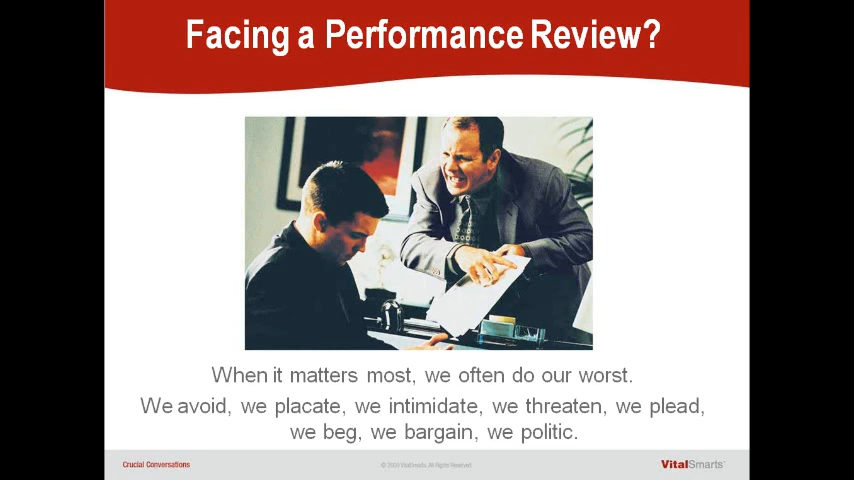 Facing a Performance Review?
When it matters most, we often do our worst.
We avoid, we placate, we intimidate, we threaten, we plead,
we beg, we bargain, we politic.
Crucial Conversations
VitalSmarts